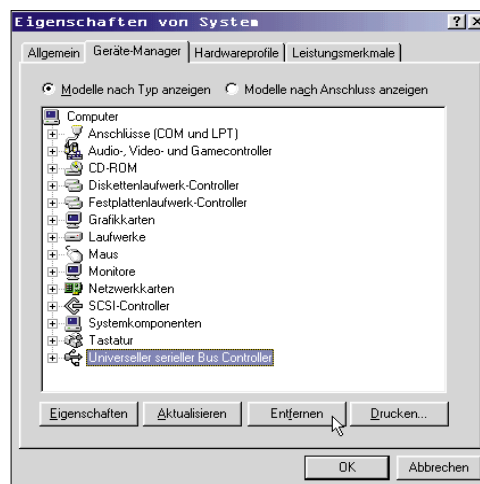 Eigenschaften von System
Allgemein Geräte-Manager Hardwareprofile Leistungsmerkmale
Modelle nach Typ anzeigen Modelle nach Anschluss anzeigen
Computer
Anschlüsse (COM und LPT)
Audio-, Video- und Gamecontroller
CD-ROM
Diskettenlaufwerk-Controller
Festplattenlaufwerk-Controller
Grafikkarten
Laufwerke
Maus
Monitore
Netzwerkkarten
SCSI-Controller
Systemkomponenten
Tastatur
Universeller serieller Bus Controller
Eigenschaften Aktualisieren Entfernen Drucken...
OK Abbrechen